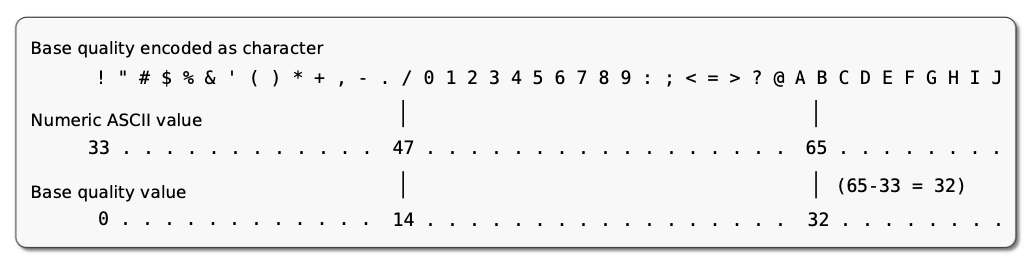 Base quality encoded as character
! " # $ % & ' ( ) * + , - . / 0 1 2 3 4 5 6 7 8 9 : ; < = > ? @ A B C D E F G H I J
Numeric ASCII value
33 . . . . . . . . . . . . 47 . . . . . . . . . . . . . . . . . 65 . . . . . . . .
Base quality value
(65-33 = 32)
0 . . . . . . . . . . . . 14 . . . . . . . . . . . . . . . . . 32 . . . . . . . .